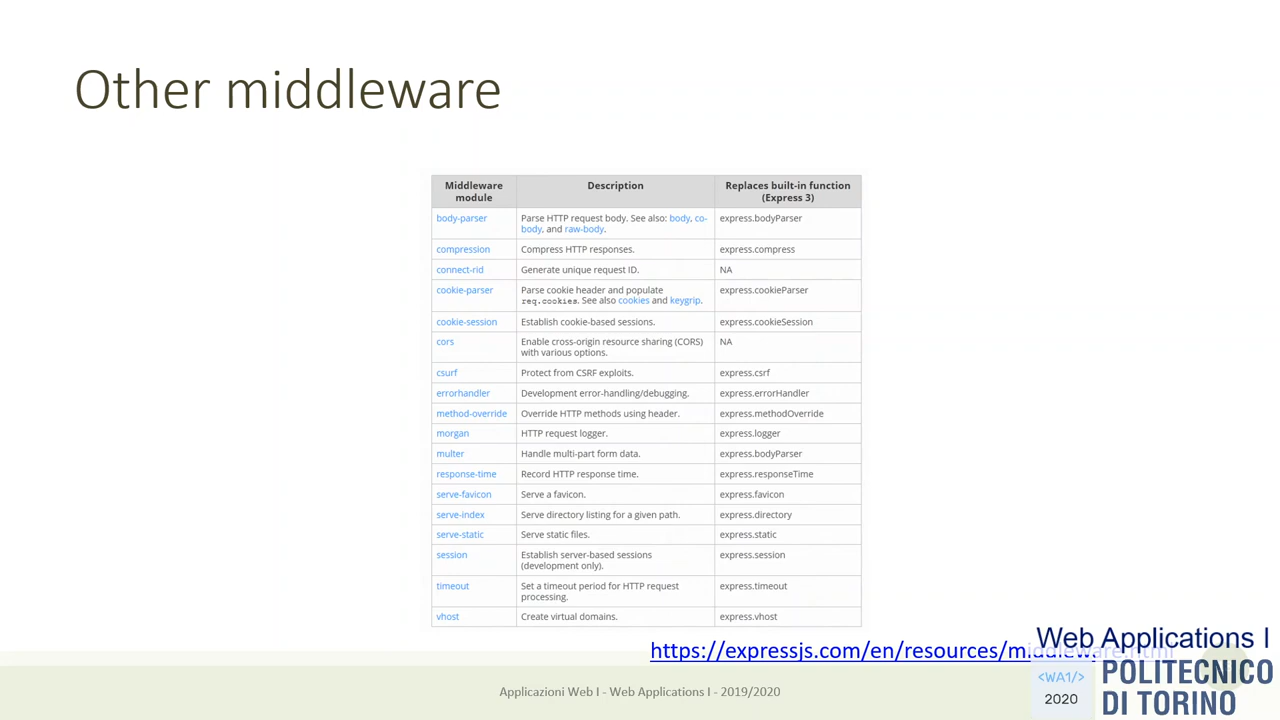 Other middleware
Middleware module Description Replaces built-in function (Express 3)
body-parser Parse HTTP request body. See also: body, co-body, and raw-body. express.bodyParser
compression Compress HTTP responses. express.compress
connect-rid Generate unique request ID. NA
cookie-parser Parse cookie header and populate req.cookies. See also cookies and keygrip. express.cookieParser
cookie-session Establish cookie-based sessions. express.cookieSession
cors Enable cross-origin resource sharing (CORS) with various options. NA
csurf Protect from CSRF exploits. express.csrf
errorhandler Development error-handling/debugging. express.errorHandler
method-override Override HTTP methods using header. express.methodOverride
morgan HTTP request logger. express.logger
multer Handle multi-part form data. express.bodyParser
response-time Record HTTP response time. express.responseTime
serve-favicon Serve a favicon. express.favicon
serve-index Serve directory listing for a given path. express.directory
serve-static Serve static files. express.static
session Establish server-based sessions (development only). express.session
timeout Set a timeout period for HTTP request processing. express.timeout
vhost Create virtual domains. express.vhost
https://expressjs.com/en/resources/middleware.html
Web Applications I
Applicazioni Web I - Web Applications I - 2019/2020
<WA1/>
2020
POLITECNICO
DI TORINO